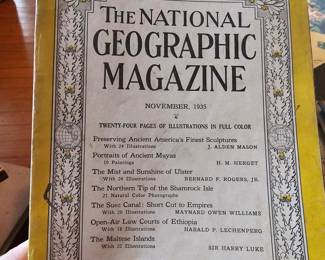 THE NATIONAL
GEOGRAPHIC
MAGAZINE
NOVEMBER, 1935
TWENTY-FOUR PAGES OF ILLUSTRATIONS IN FULL COLOR
Preserving Ancient America's Finest Sculptures
With 24 Illustrations J. ALDEN MASON
Portraits of Ancient Mayas
10 Paintings H. M. HERGET
The Mist and Sunshine of Ulster
With 26 Illustrations BERNARD F. ROGERS, JR.
The Northern Tip of the Shamrock Isle
21 Natural Color Photographs
The Suez Canal: Short Cut to Empires
With 20 Illustrations MAYNARD OWEN WILLIAMS
Open-Air Law Courts of Ethiopia
With 18 Illustrations HARALD P. LECHENPERG
The Maltese Islands
With 22 Illustrations SIR HARRY LUKE